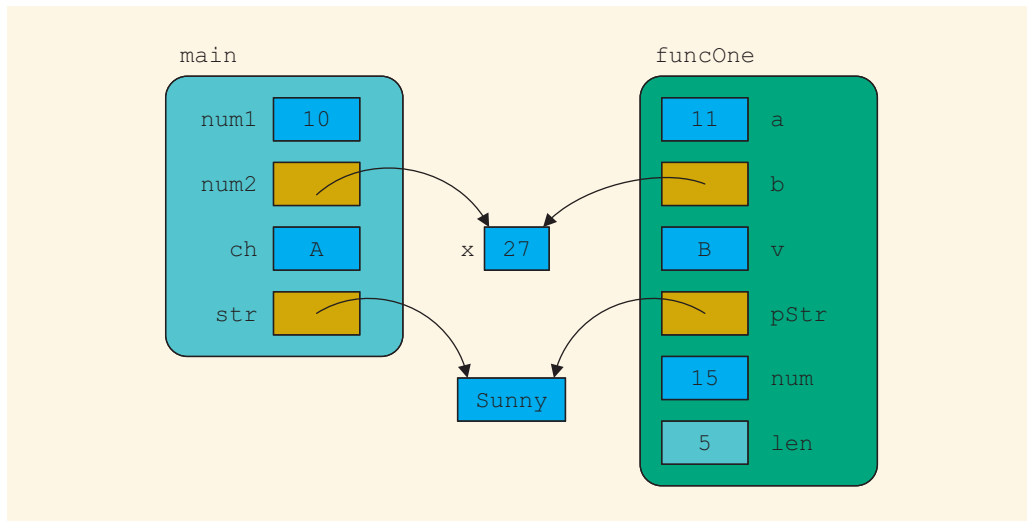 main
funcOne
num1 10
11 a
num2
b
ch A
x 27
B v
str
pStr
15 num
Sunny
5 len